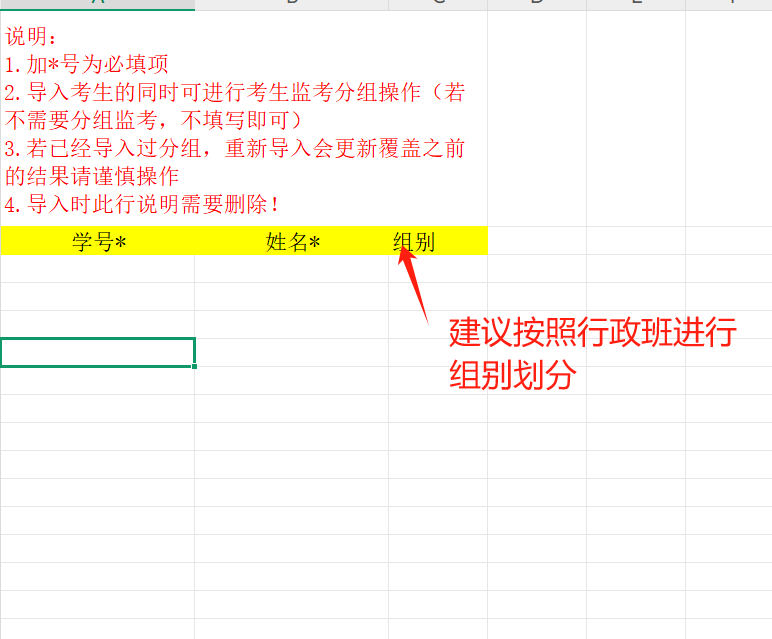 说明：
1.加*号为必填项
2.导入考生的同时可进行考生监考分组操作（若
不需要分组监考，不填写即可）
3.若已经导入过分组，重新导入会更新覆盖之前
的结果请谨慎操作
4.导入时此行说明需要删除！
学号* 姓名* 组别
建议按照行政班进行
组别划分